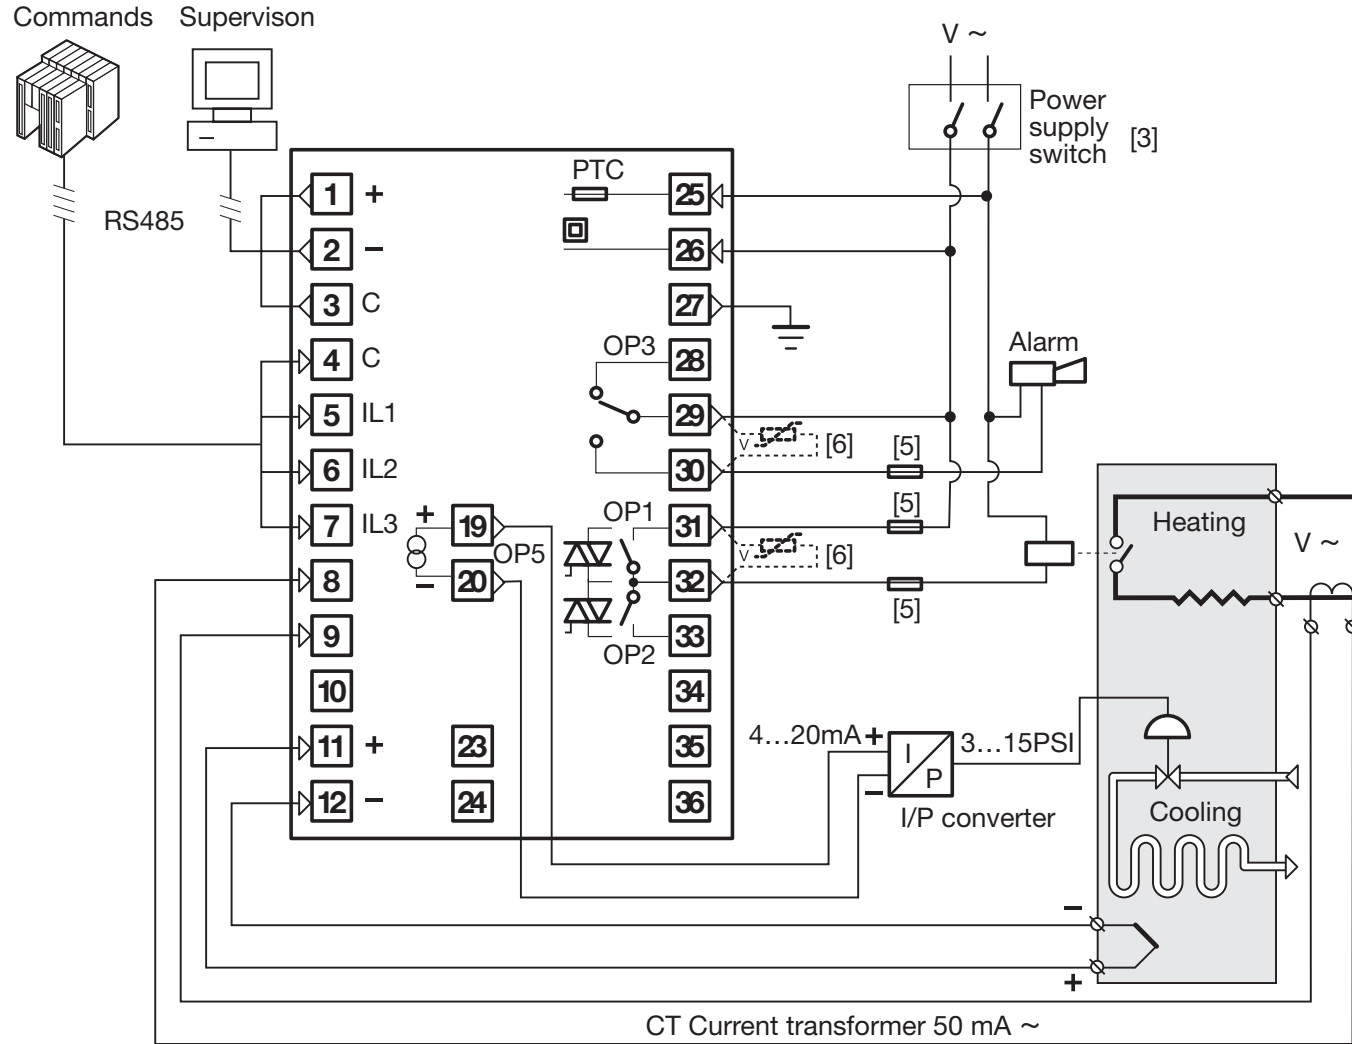 Commands Supervison
V ~
Power
supply
switch [3]
RS485
PTC
1 +
2 −
3 C
4 C
5 IL1
6 IL2
7 IL3
8
9
10
11 +
12 −
+ 19
OP5
− 20
23
24
25
26
27
OP3 28
29
30
OP1 31
32
33
OP2
34
35
36
Alarm
V [6]
[5]
[5]
V [6]
[5]
Heating
V ~
4...20mA + I 3...15PSI
− P
I/P converter
Cooling
−
+
CT Current transformer 50 mA ~